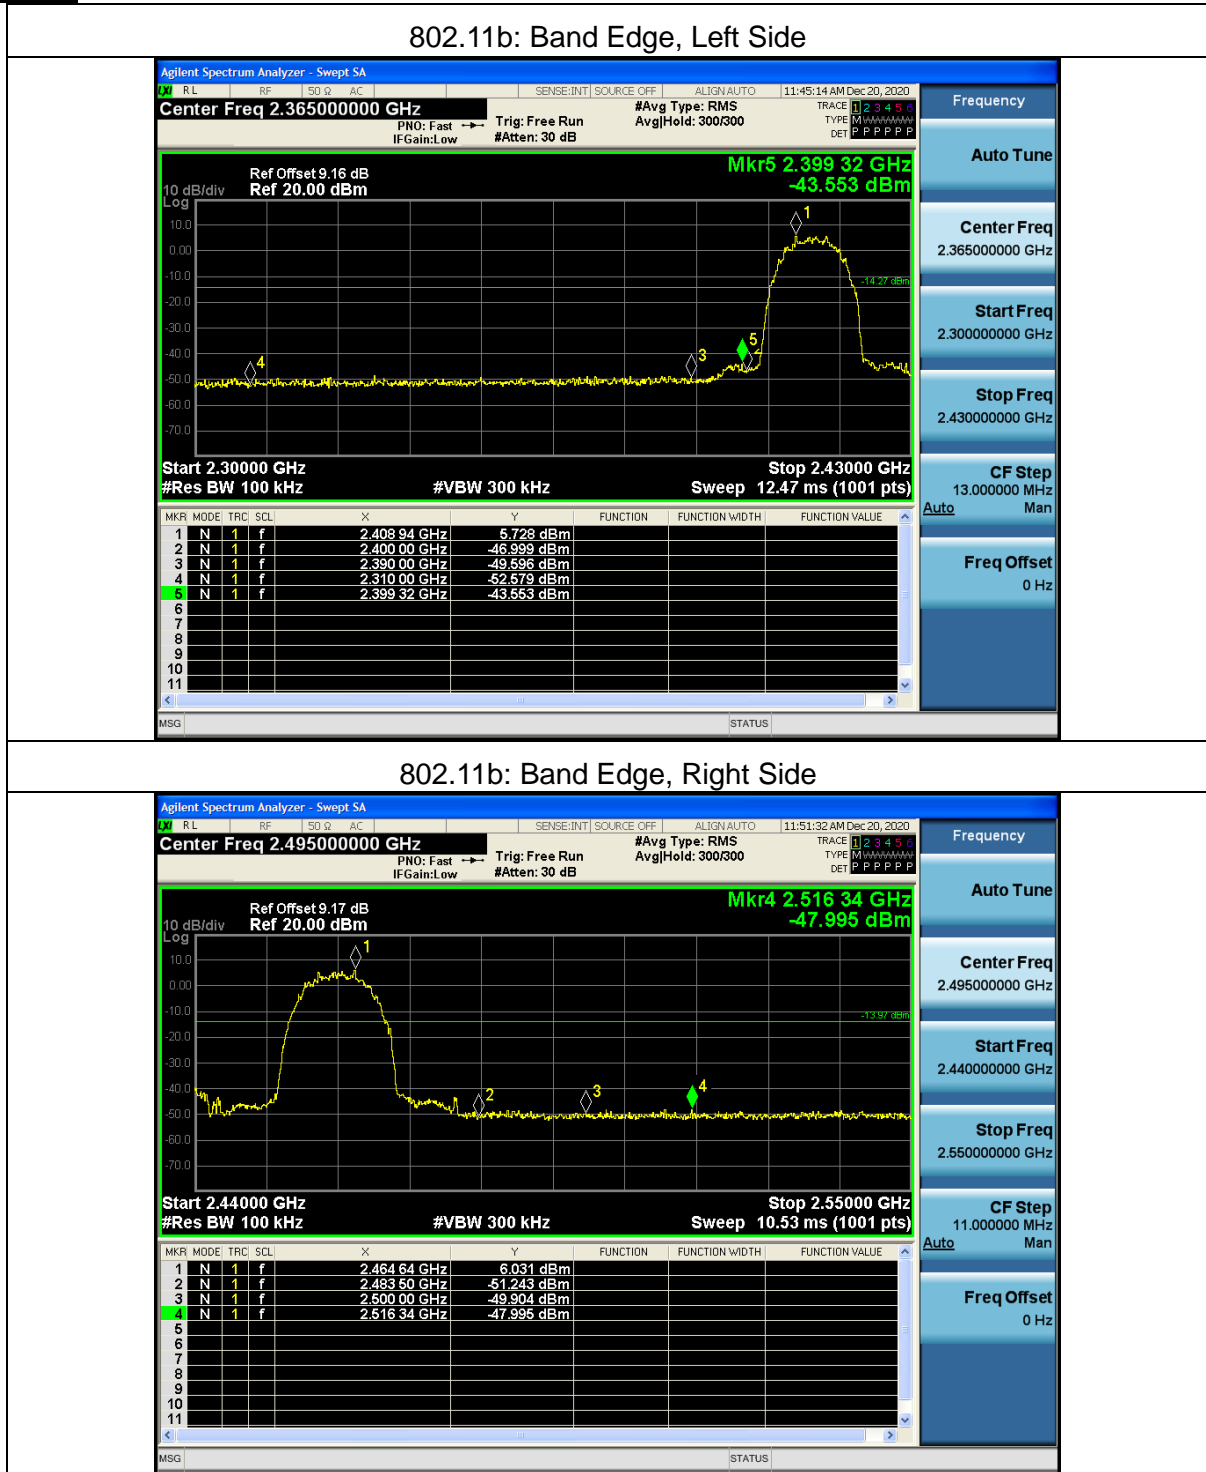 802.11b: Band Edge, Left Side
Agilent Spectrum Analyzer - Swept SA
LXI RL RF 50 Ω AC SENSE:INT SOURCE OFF ALIGN AUTO 11:45:14 AM Dec 20, 2020
Center Freq 2.365000000 GHz #Avg Type: RMS TRACE 1 2 3 4 5 6
PNO: Fast Trig: Free Run Avg|Hold: 300/300 TYPE M
IFGain:Low #Atten: 30 dB DET P P P P P P
Frequency
Auto Tune
Center Freq
2.365000000 GHz
Start Freq
2.300000000 GHz
Stop Freq
2.430000000 GHz
CF Step
13.000000 MHz
Auto Man
Freq Offset
0 Hz
Mkr5 2.399 32 GHz
-43.553 dBm
Ref Offset 9.16 dB
10 dB/div Ref 20.00 dBm
Log
10.0
0.00
-10.0
-20.0
-30.0
-40.0
-50.0
-60.0
-70.0
1
-14.27 dBm
5
2
3
4
Start 2.30000 GHz Stop 2.43000 GHz
#Res BW 100 kHz #VBW 300 kHz Sweep 12.47 ms (1001 pts)
MKR MODE TRC SCL X Y FUNCTION FUNCTION WIDTH FUNCTION VALUE
1 N 1 f 2.408 94 GHz 5.728 dBm
2 N 1 f 2.400 00 GHz -46.999 dBm
3 N 1 f 2.390 00 GHz -49.596 dBm
4 N 1 f 2.310 00 GHz -52.579 dBm
5 N 1 f 2.399 32 GHz -43.553 dBm
6
7
8
9
10
11
MSG STATUS
802.11b: Band Edge, Right Side
Agilent Spectrum Analyzer - Swept SA
LXI RL RF 50 Ω AC SENSE:INT SOURCE OFF ALIGN AUTO 11:51:32 AM Dec 20, 2020
Center Freq 2.495000000 GHz #Avg Type: RMS TRACE 1 2 3 4 5 6
PNO: Fast Trig: Free Run Avg|Hold: 300/300 TYPE M
IFGain:Low #Atten: 30 dB DET P P P P P P
Frequency
Auto Tune
Center Freq
2.495000000 GHz
Start Freq
2.440000000 GHz
Stop Freq
2.550000000 GHz
CF Step
11.000000 MHz
Auto Man
Freq Offset
0 Hz
Mkr4 2.516 34 GHz
-47.995 dBm
Ref Offset 9.17 dB
10 dB/div Ref 20.00 dBm
Log
10.0
0.00
-10.0
-20.0
-30.0
-40.0
-50.0
-60.0
-70.0
1
-13.97 dBm
2
3
4
Start 2.44000 GHz Stop 2.55000 GHz
#Res BW 100 kHz #VBW 300 kHz Sweep 10.53 ms (1001 pts)
MKR MODE TRC SCL X Y FUNCTION FUNCTION WIDTH FUNCTION VALUE
1 N 1 f 2.464 64 GHz 6.031 dBm
2 N 1 f 2.483 50 GHz -51.243 dBm
3 N 1 f 2.500 00 GHz -49.904 dBm
4 N 1 f 2.516 34 GHz -47.995 dBm
5
6
7
8
9
10
11
MSG STATUS